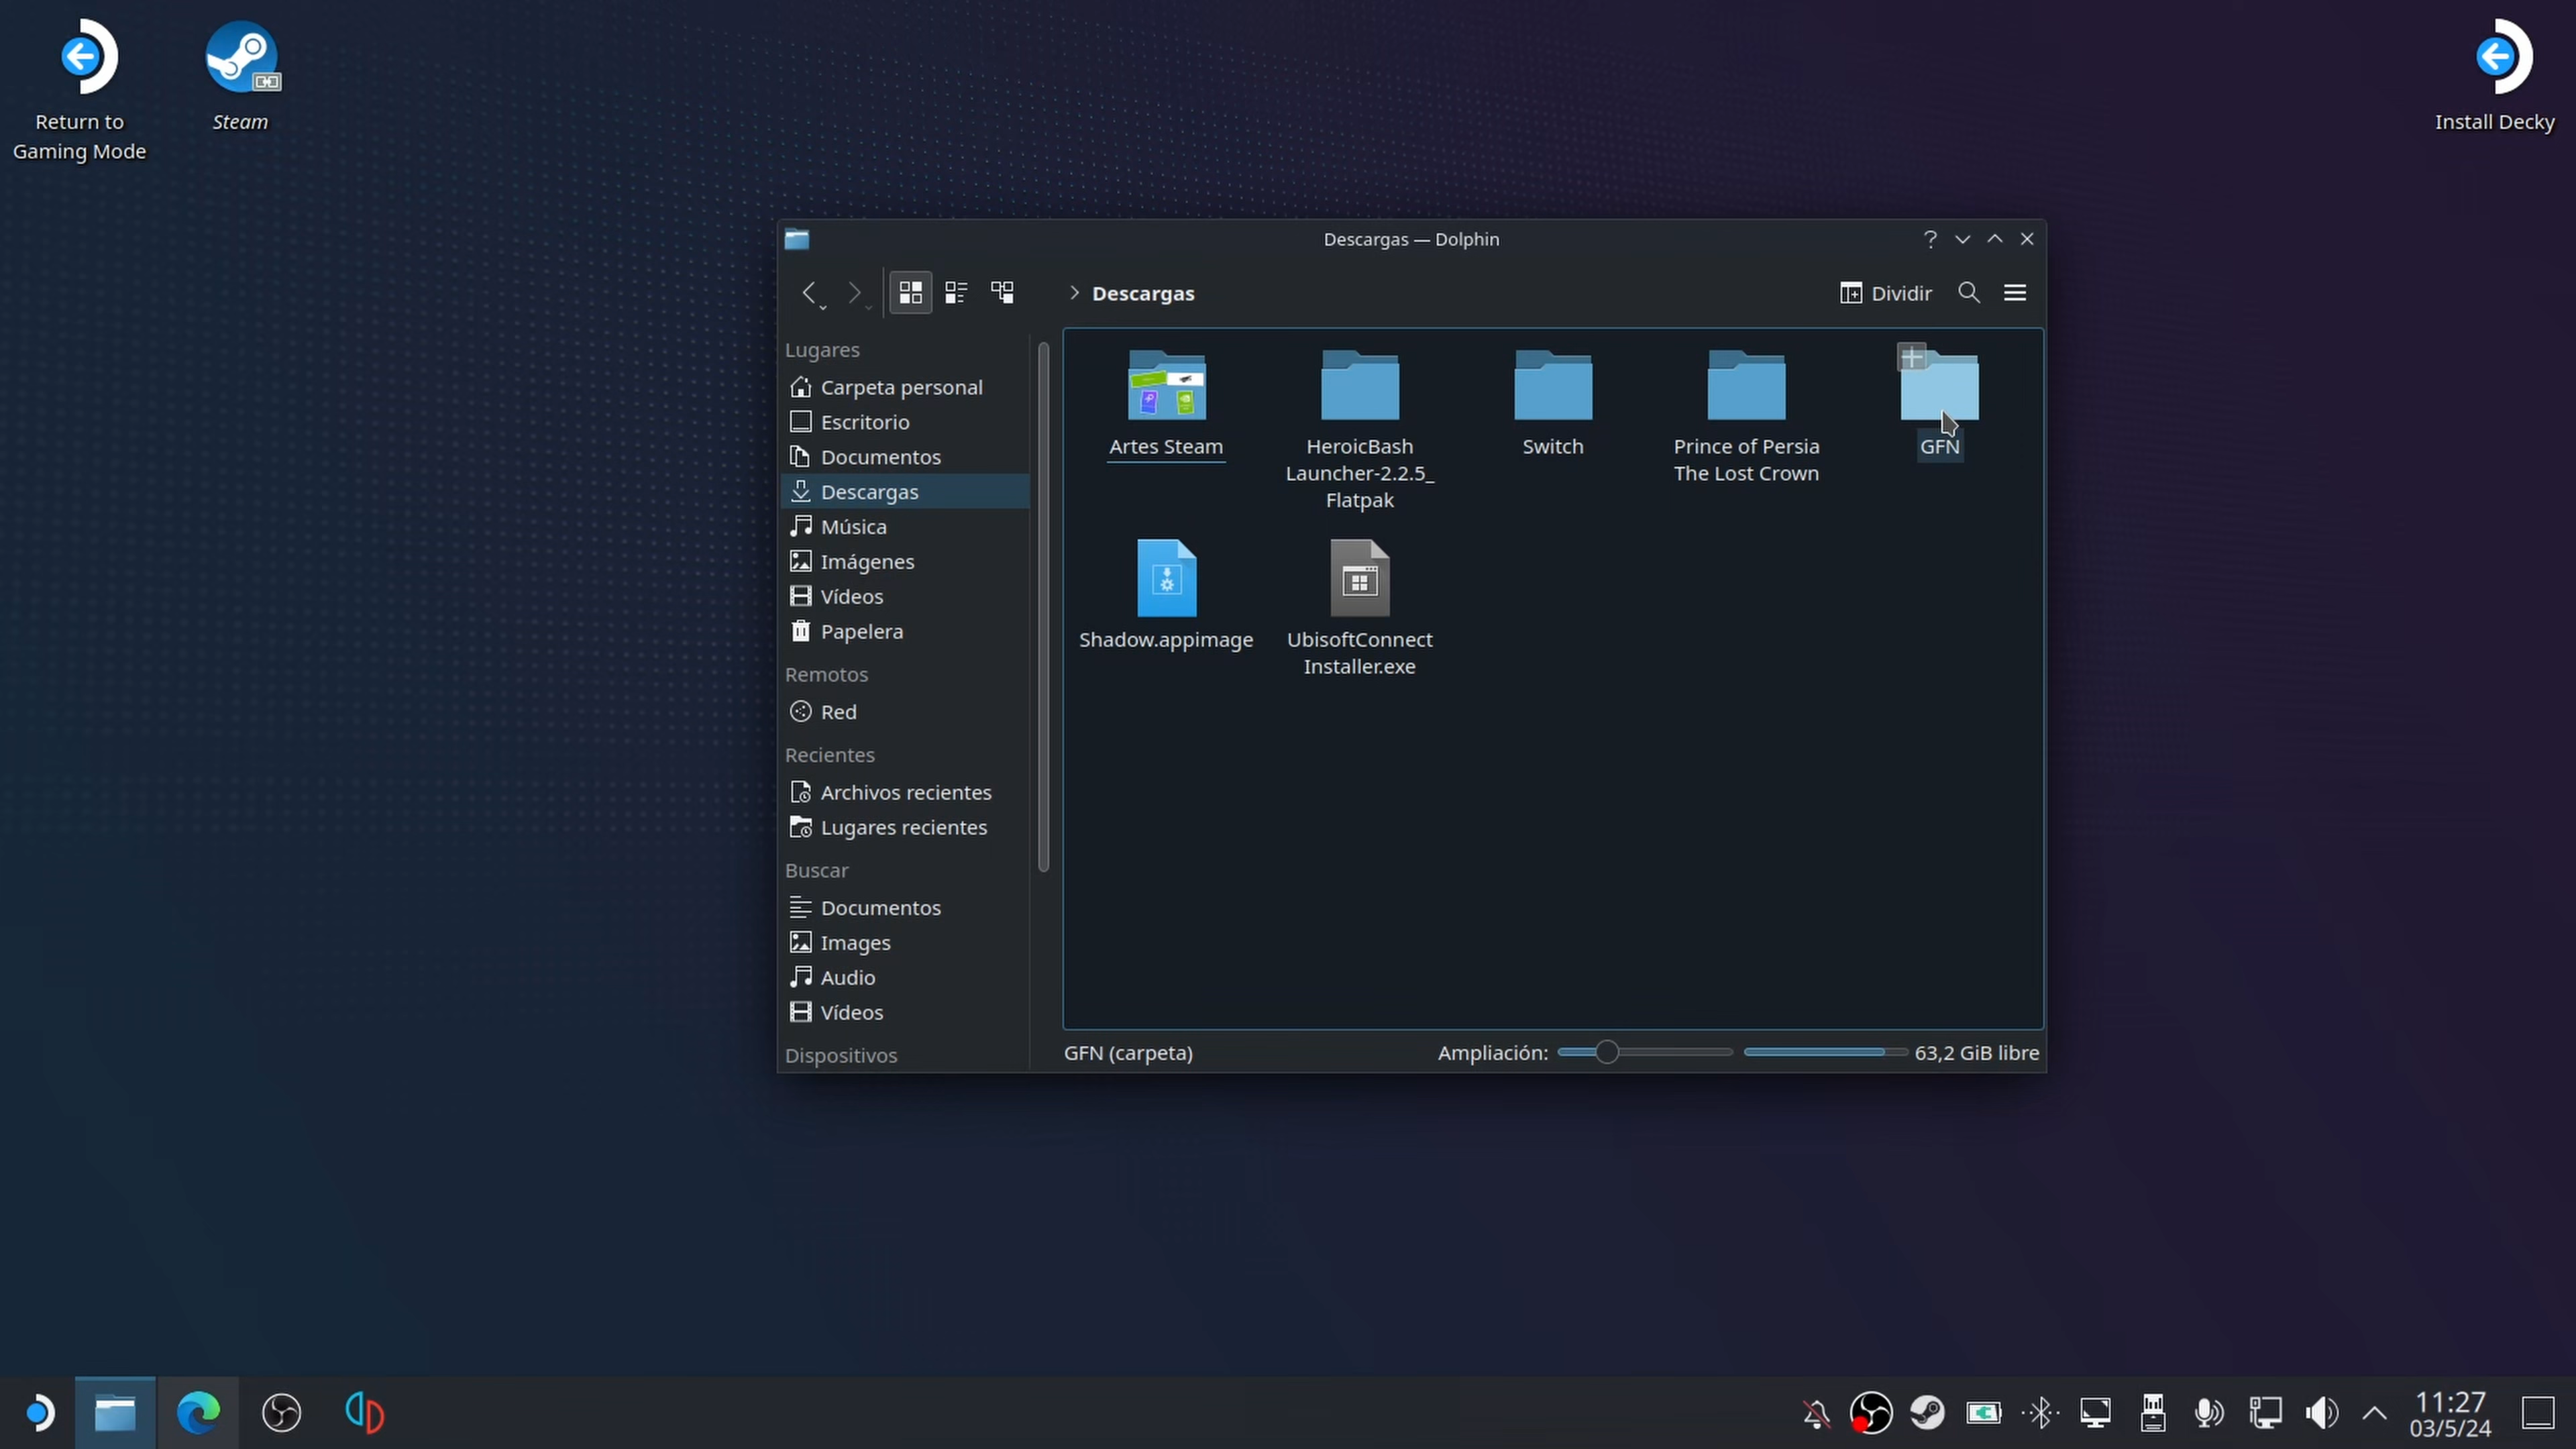 Return to
Gaming Mode
Steam
Install Decky
Descargas — Dolphin
Descargas
Dividir
Lugares
Carpeta personal
Escritorio
Documentos
Descargas
Música
Imágenes
Vídeos
Papelera
Remotos
Red
Recientes
Archivos recientes
Lugares recientes
Buscar
Documentos
Images
Audio
Vídeos
Dispositivos
Artes Steam
HeroicBash
Launcher-2.2.5_
Flatpak
Switch
Prince of Persia
The Lost Crown
GFN
Shadow.appimage
UbisoftConnect
Installer.exe
GFN (carpeta)
Ampliación:
63,2 GiB libre
11:27
03/5/24